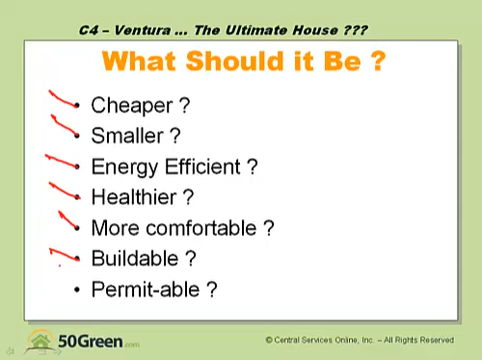 C4 – Ventura ... The Ultimate House ???
What Should it Be ?
• Cheaper ?
• Smaller ?
• Energy Efficient ?
• Healthier ?
• More comfortable ?
• Buildable ?
• Permit-able ?
50Green.com
© Central Services Online, Inc. – All Rights Reserved